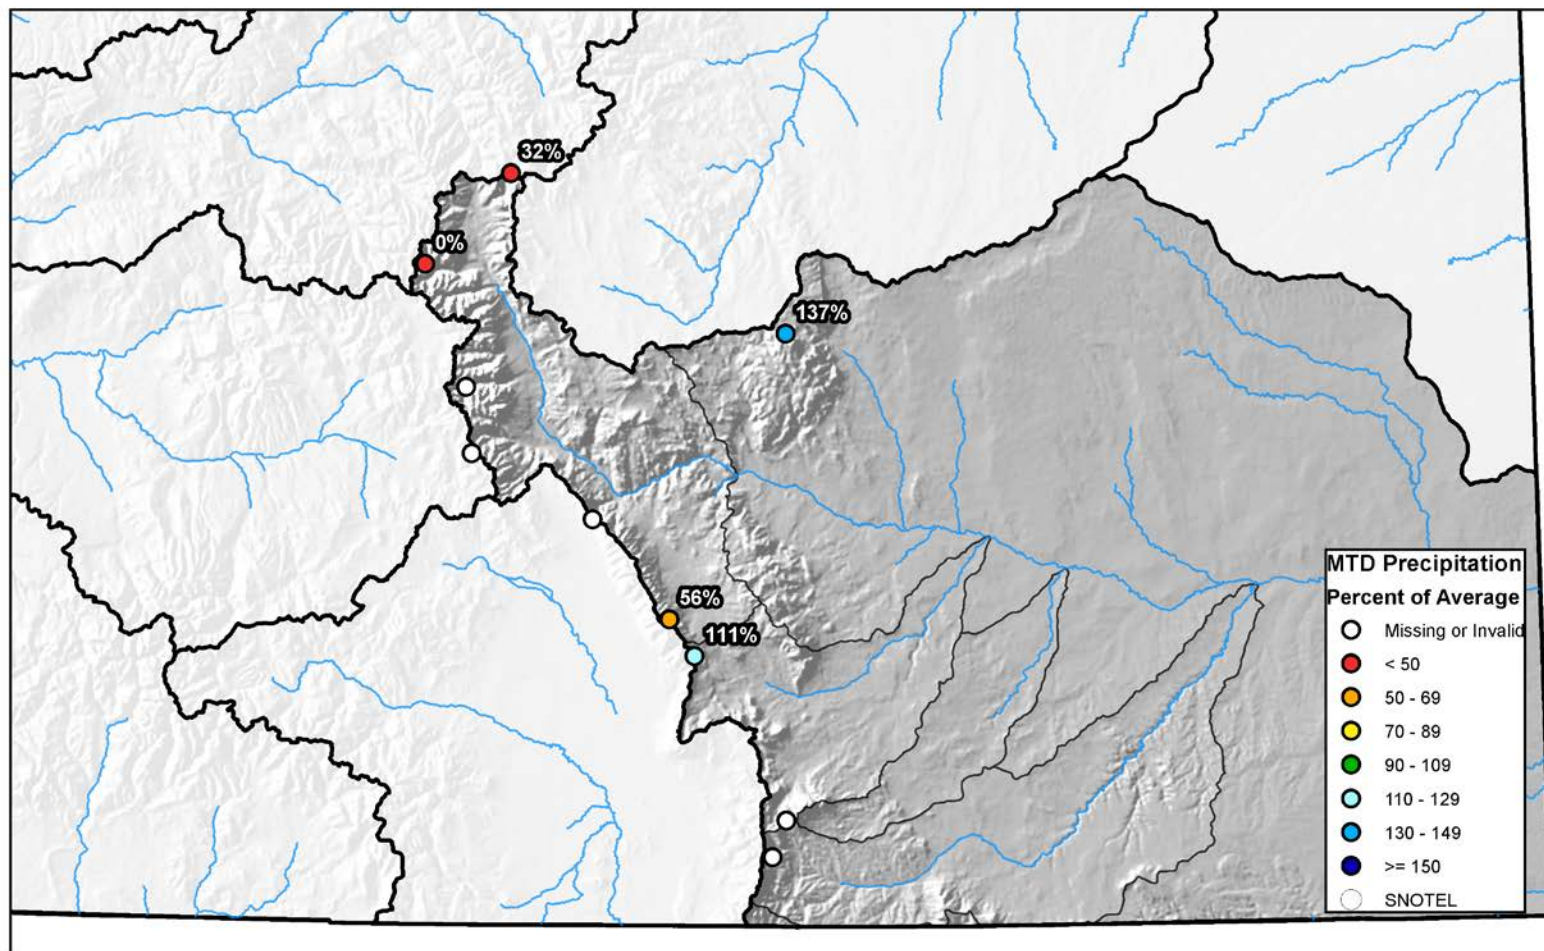 32%
0%
137%
56%
111%
MTD Precipitation
Percent of Average
Missing or Invalid
< 50
50 - 69
70 - 89
90 - 109
110 - 129
130 - 149
>= 150
SNOTEL